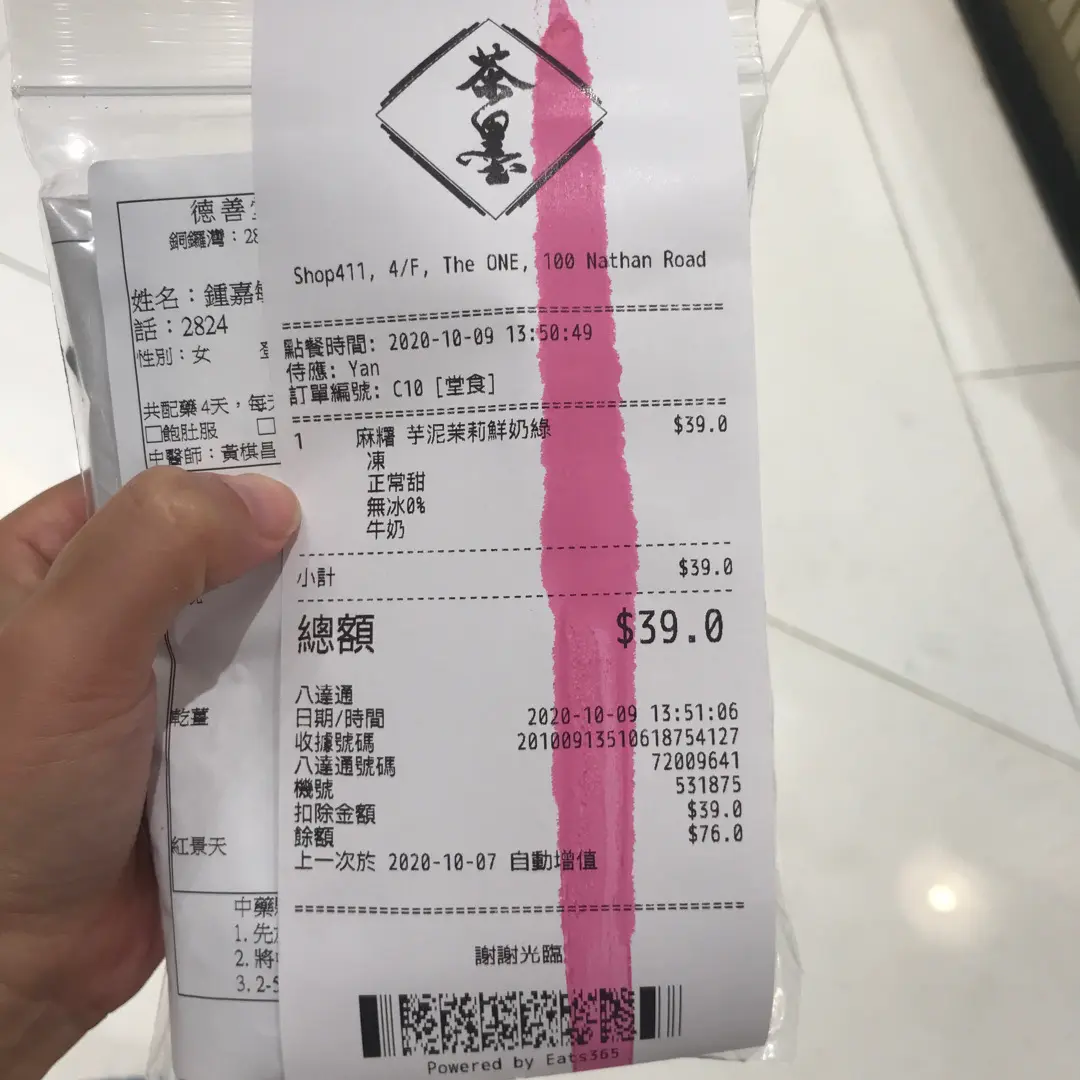 茶墨
Shop411, 4/F, The ONE, 100 Nathan Road
點餐時間: 2020-10-09 13:50:49
侍應: Yan
訂單編號: C10 [堂食]
1 麻糬 芋泥茉莉鮮奶綠 $39.0
凍
正常甜
無冰0%
牛奶
小計 $39.0
總額 $39.0
八達通
日期/時間 2020-10-09 13:51:06
收據號碼 20100913510618754127
八達通號碼 72009641
機號 531875
扣除金額 $39.0
餘額 $76.0
上一次於 2020-10-07 自動增值
謝謝光臨
Powered by Eats365
德善
銅鑼灣：28
姓名：鍾嘉
話：2824
性別：女
共配藥4天，每
□飽肚服 □
中醫師：黃棋昌
乾薑
紅景天
中藥
1. 先
2. 將
3. 2-5